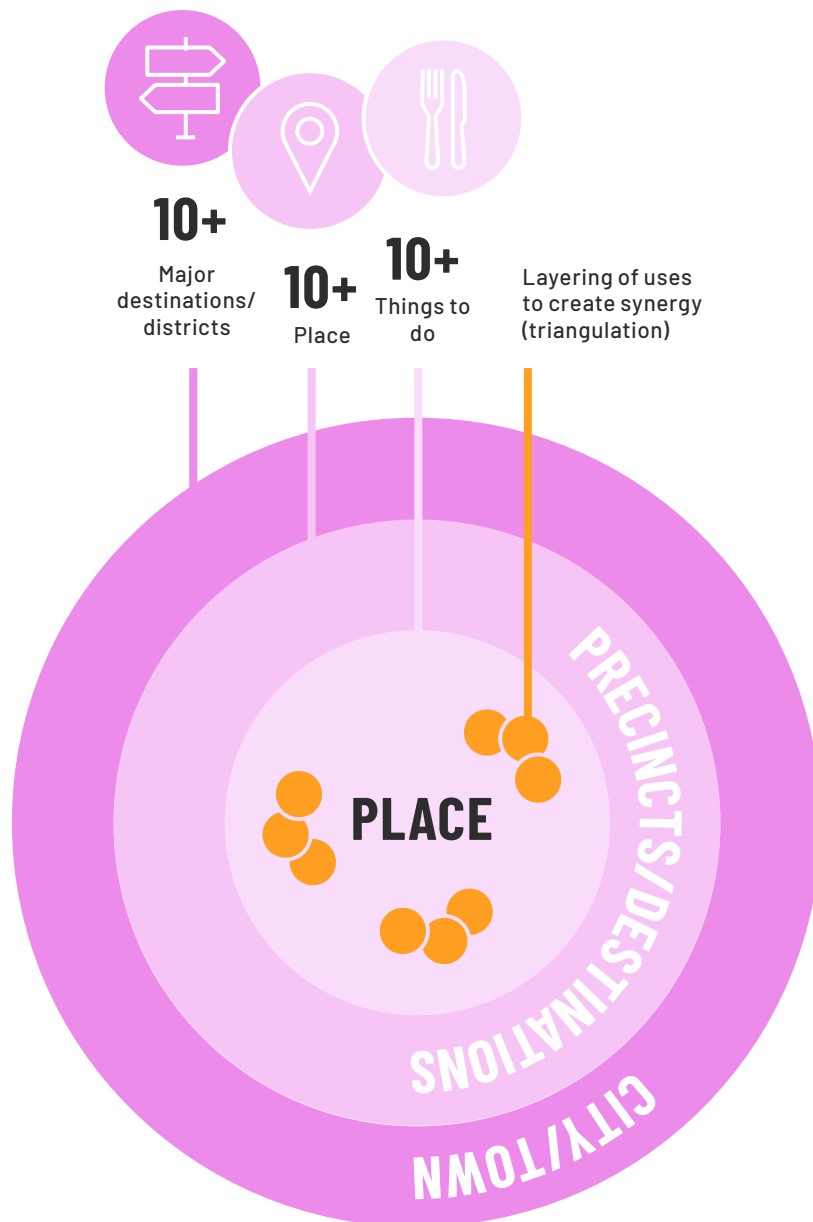 10+
Major
destinations/
districts
10+
Place
10+
Things to
do
Layering of uses
to create synergy
(triangulation)
PLACE
PRECINCTS/DESTINATIONS
CITY/TOWN